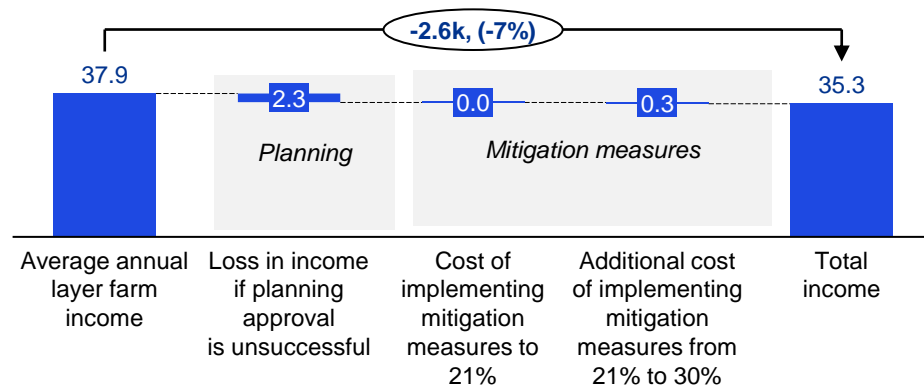 -2.6k, (-7%)
37.9
2.3
0.0
0.3
35.3
Planning
Mitigation measures
Average annual
layer farm
income
Loss in income
if planning
approval
is unsuccessful
Cost of
implementing
mitigation
measures to
21%
Additional cost
of implementing
mitigation
measures from
21% to 30%
Total
income